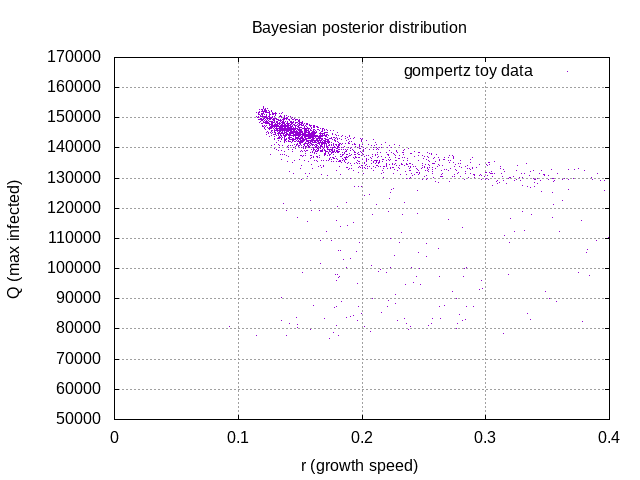 Bayesian posterior distribution
170000
160000
gompertz toy data
150000
140000
130000
120000
110000
100000
90000
80000
70000
60000
50000
Q (max infected)
0 0.1 0.2 0.3 0.4
r (growth speed)